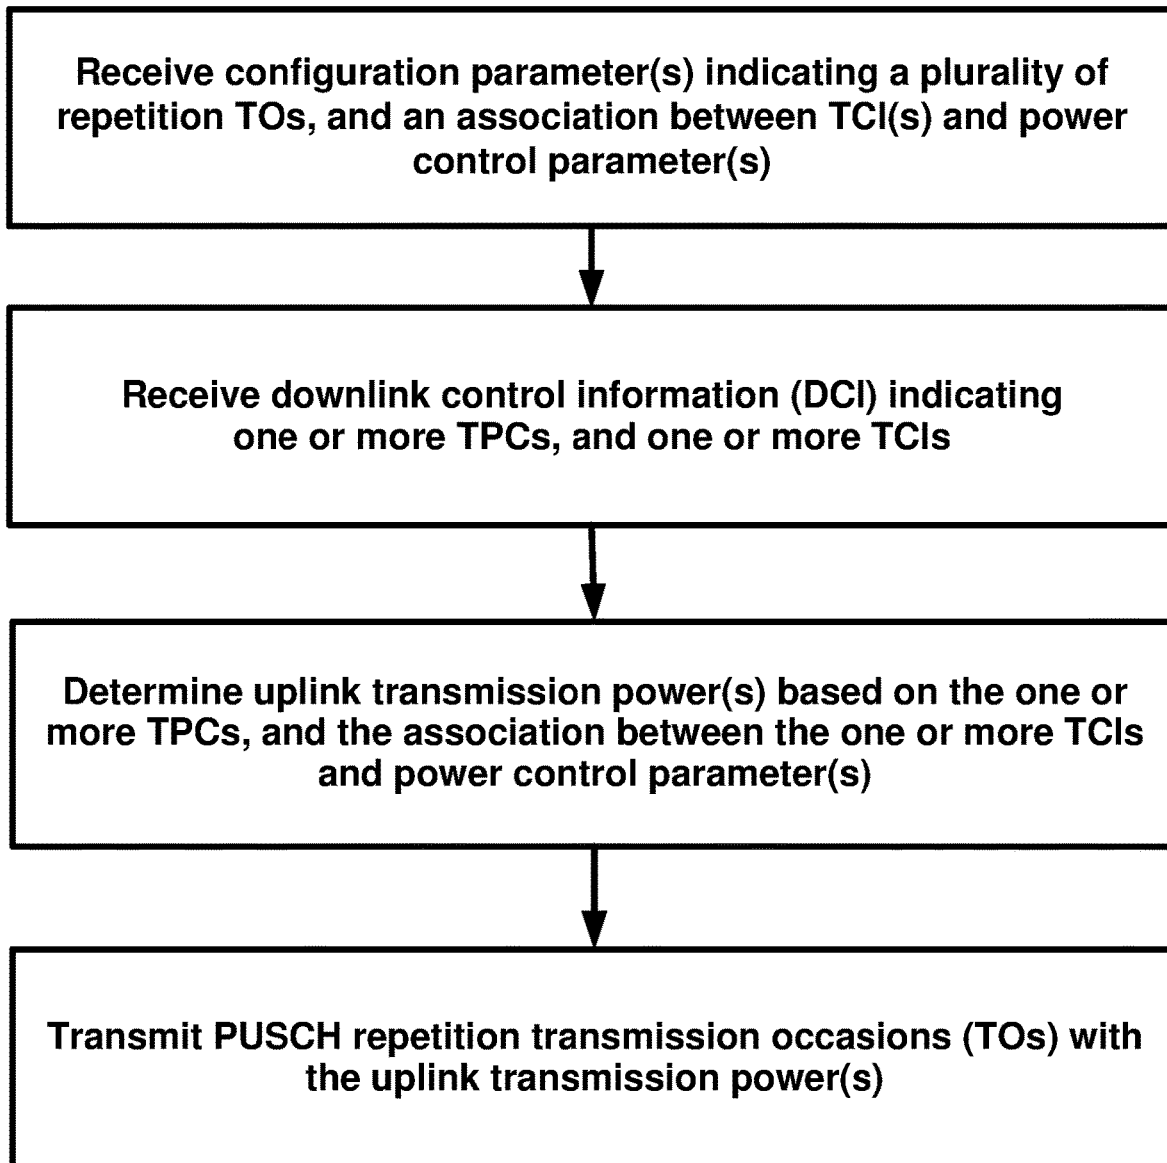 Receive configuration parameter(s) indicating a plurality of
repetition TOs, and an association between TCI(s) and power
control parameter(s)
Receive downlink control information (DCI) indicating
one or more TPCs, and one or more TCIs
Determine uplink transmission power(s) based on the one or
more TPCs, and the association between the one or more TCIs
and power control parameter(s)
Transmit PUSCH repetition transmission occasions (TOs) with
the uplink transmission power(s)